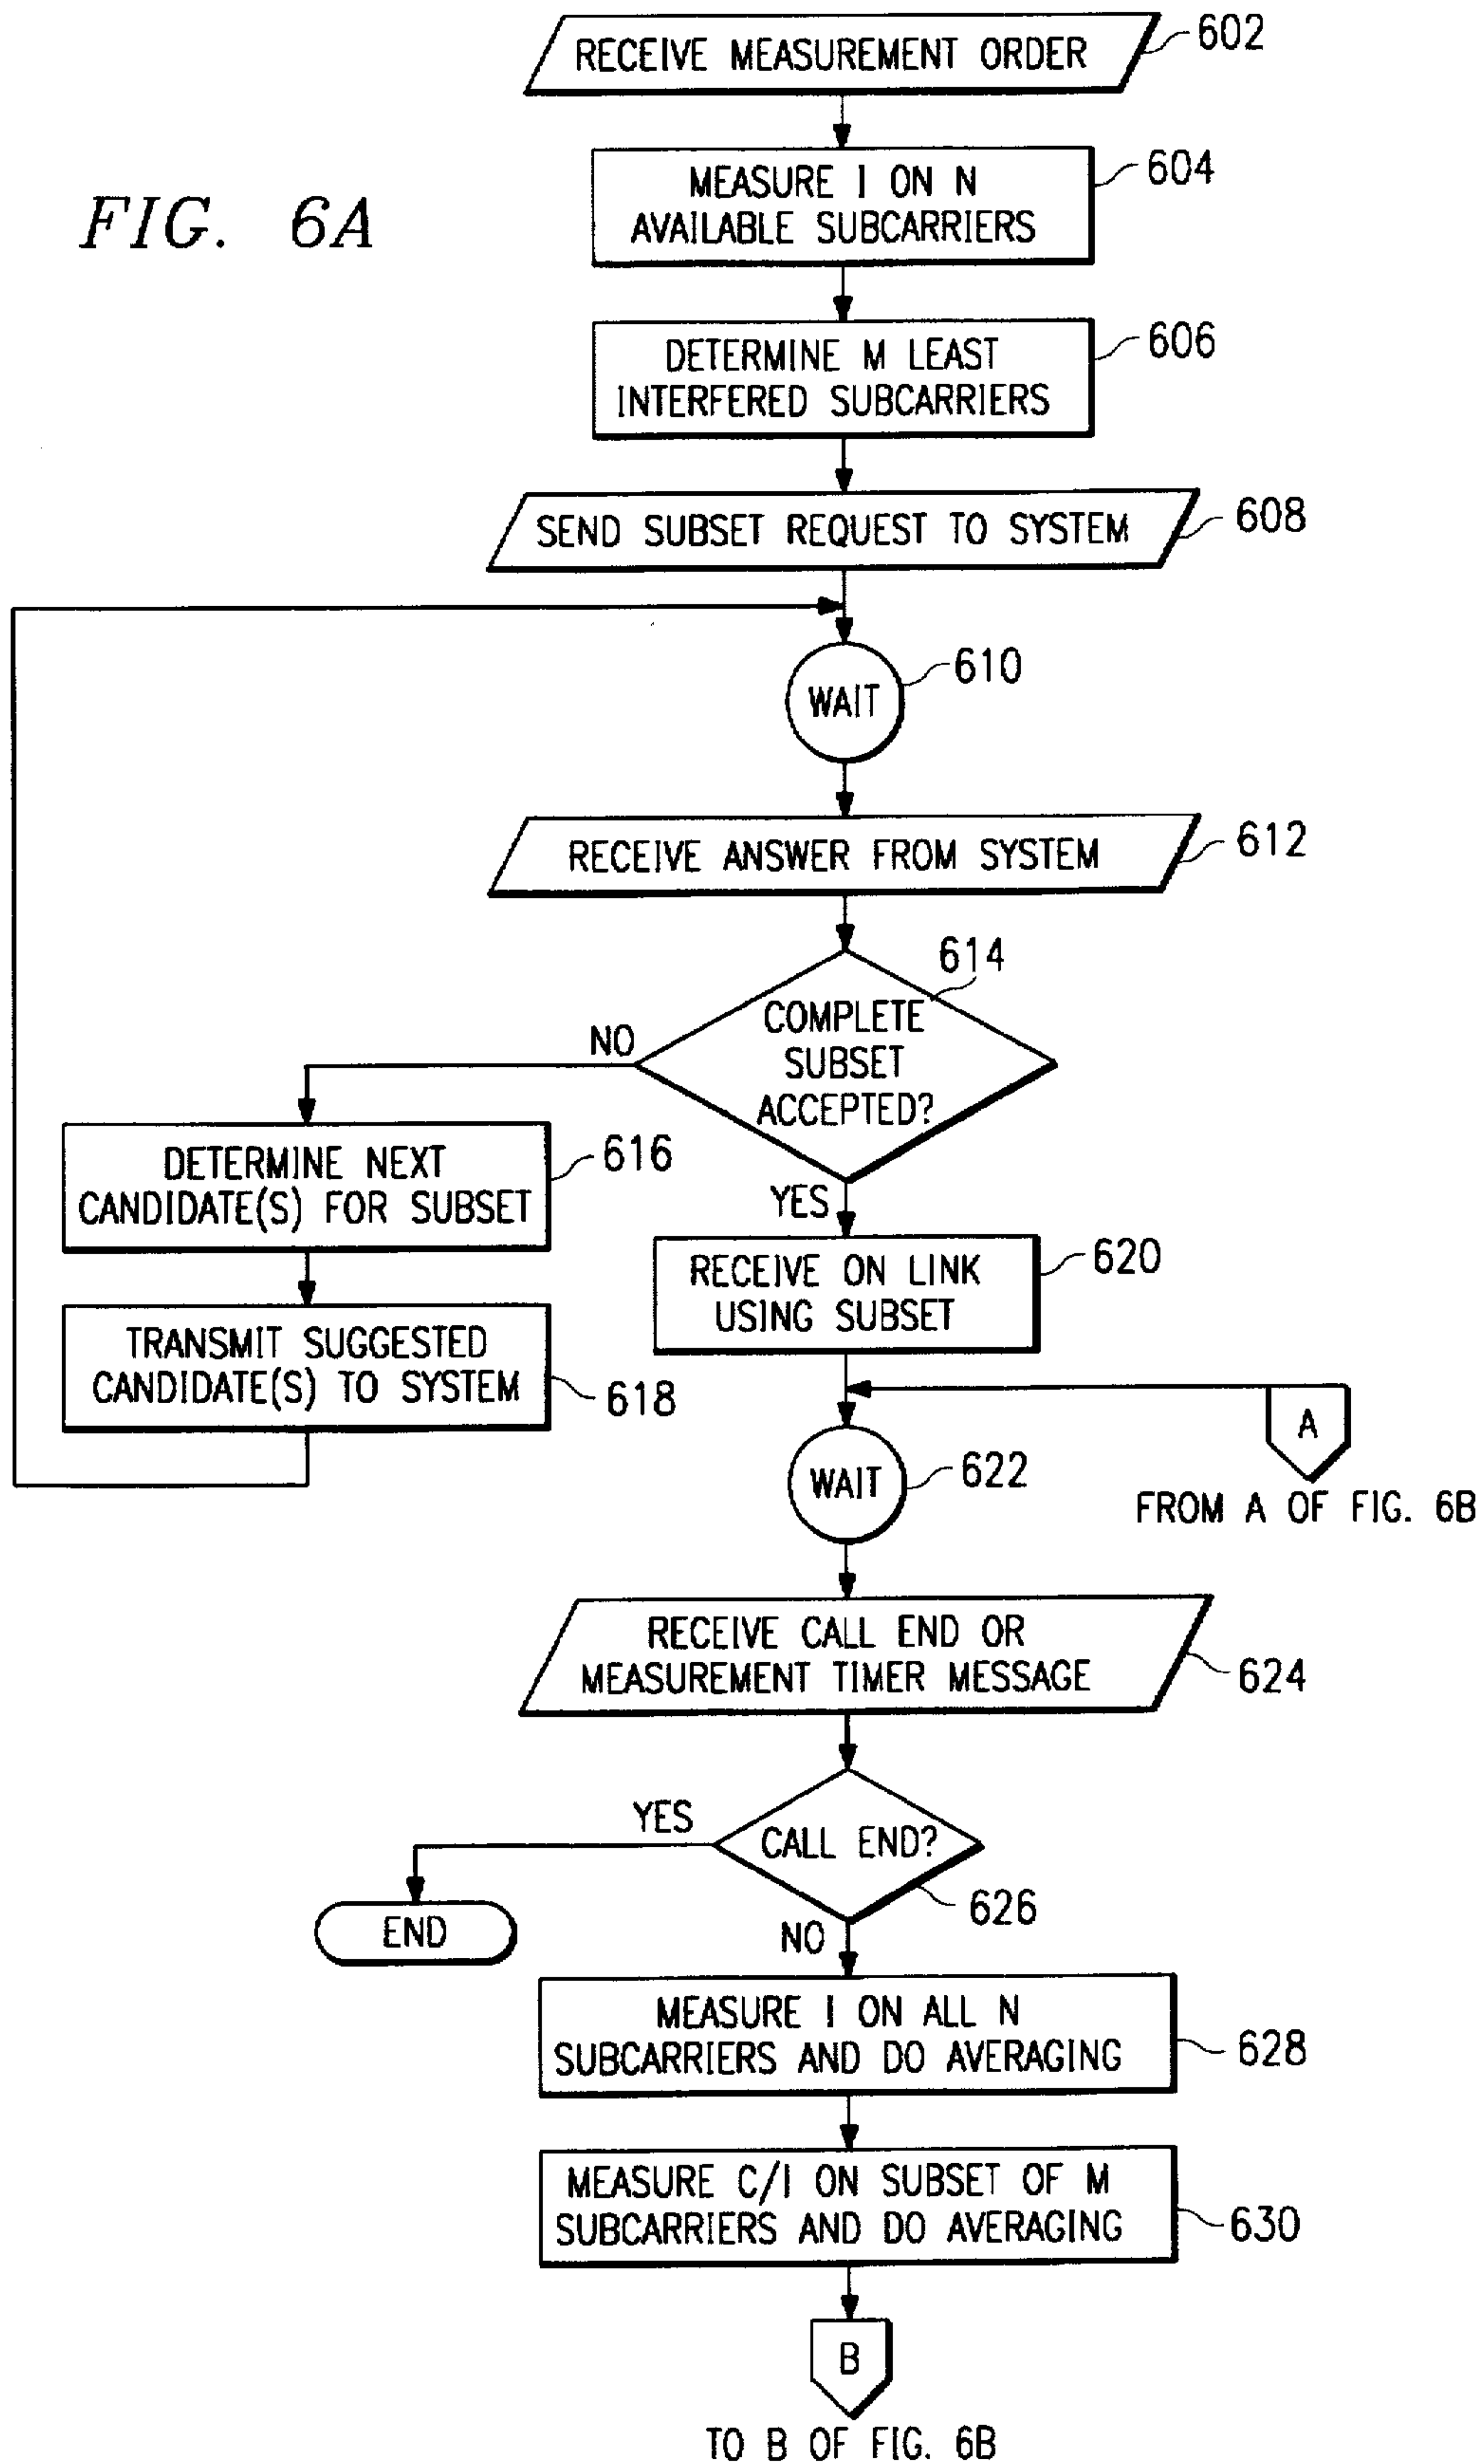 RECEIVE MEASUREMENT ORDER
602
FIG. 6A
MEASURE I ON N
AVAILABLE SUBCARRIERS
604
DETERMINE M LEAST
INTERFERED SUBCARRIERS
606
SEND SUBSET REQUEST TO SYSTEM
608
WAIT
610
RECEIVE ANSWER FROM SYSTEM
612
614
COMPLETE
SUBSET
ACCEPTED?
NO
YES
DETERMINE NEXT
CANDIDATE(S) FOR SUBSET
616
TRANSMIT SUGGESTED
CANDIDATE(S) TO SYSTEM
618
RECEIVE ON LINK
USING SUBSET
620
A
FROM A OF FIG. 6B
WAIT
622
RECEIVE CALL END OR
MEASUREMENT TIMER MESSAGE
624
CALL END?
626
YES
END
NO
MEASURE I ON ALL N
SUBCARRIERS AND DO AVERAGING
628
MEASURE C/I ON SUBSET OF M
SUBCARRIERS AND DO AVERAGING
630
B
TO B OF FIG. 6B